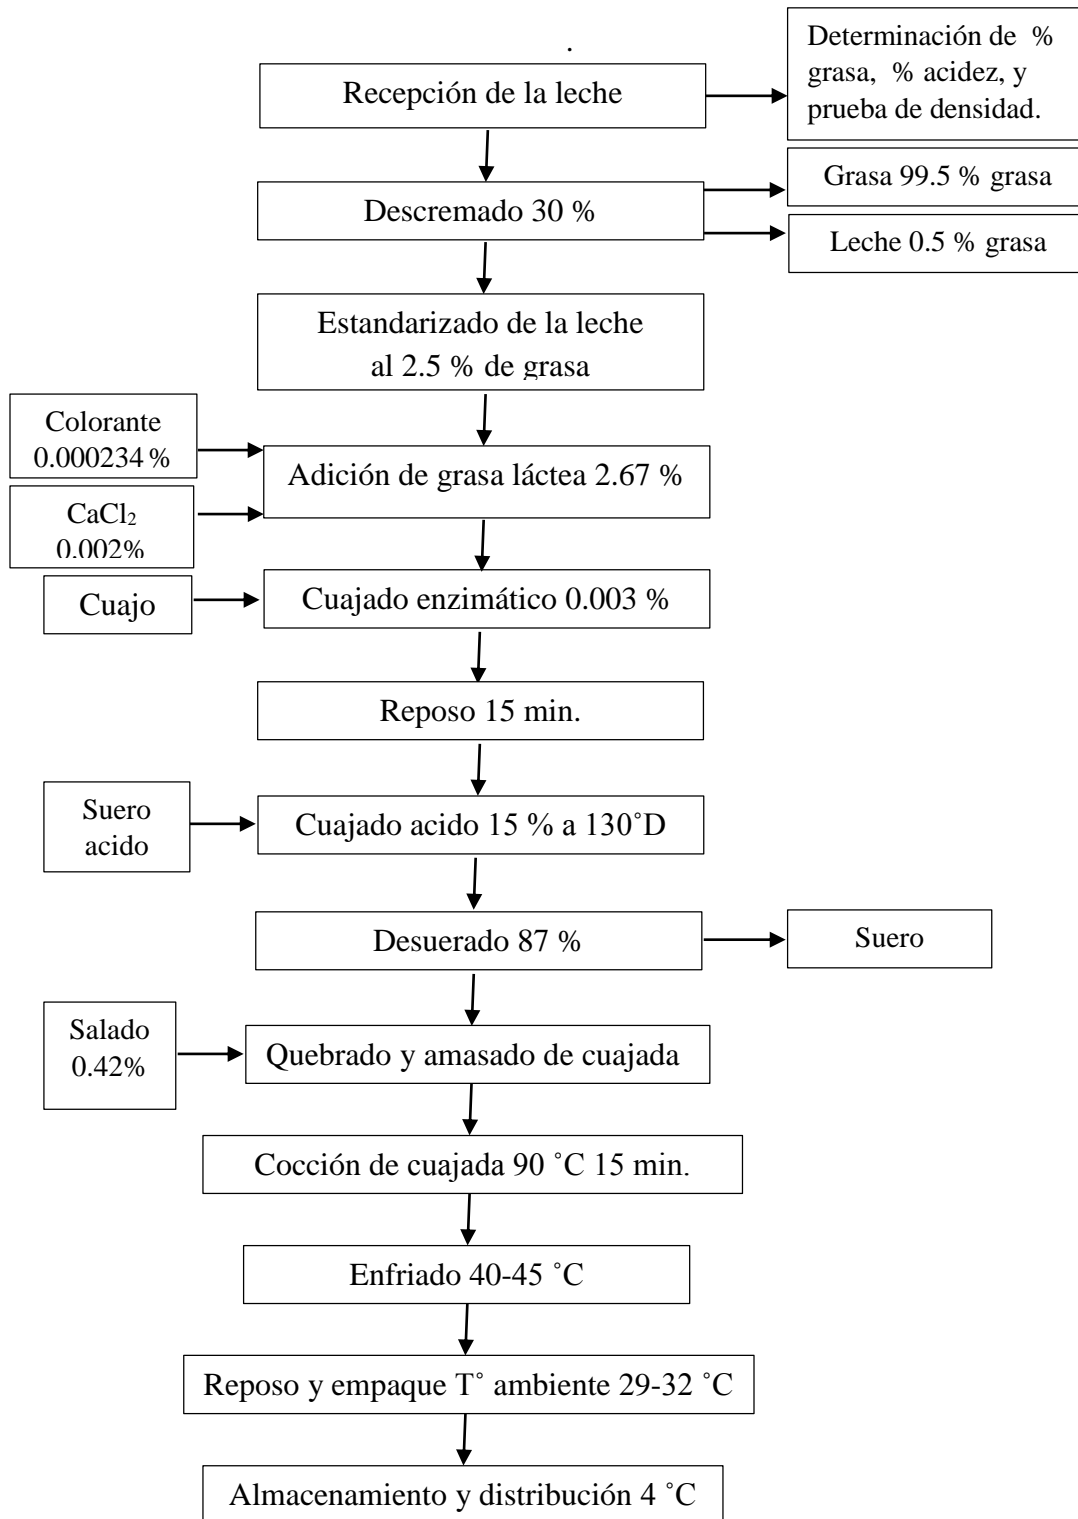 .
Recepción de la leche
Determinación de %
grasa, % acidez, y
prueba de densidad.
Descremado 30 %
Grasa 99.5 % grasa
Leche 0.5 % grasa
Estandarizado de la leche
al 2.5 % de grasa
Colorante
0.000234 %
CaCl₂
0.002%
Adición de grasa láctea 2.67 %
Cuajo
Cuajado enzimático 0.003 %
Reposo 15 min.
Suero
acido
Cuajado acido 15 % a 130˚D
Desuerado 87 %
Suero
Salado
0.42%
Quebrado y amasado de cuajada
Cocción de cuajada 90 ˚C 15 min.
Enfriado 40-45 ˚C
Reposo y empaque T˚ ambiente 29-32 ˚C
Almacenamiento y distribución 4 ˚C